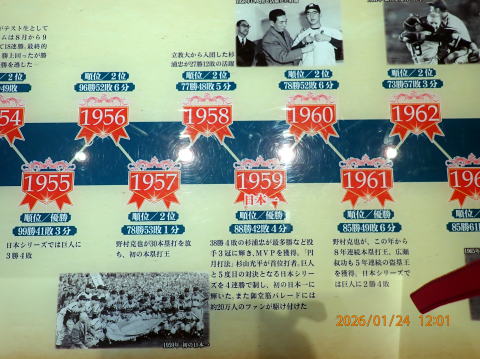 がテスト生として
ームは8月から9
で18連勝。最終的
勝上回ったが勝
立教大から入団した杉
浦忠が27勝12敗の活躍
順位/2位
96勝52敗6分
順位/2位
77勝48敗5分
順位/2位
78勝52敗6分
順位/3位
73勝57敗3分
54
1956
1958
1960
1962
1955
1957
1959
日本一
1961
196
順位/優勝
99勝41敗3分
順位/2位
78勝53敗1分
順位/優勝
88勝42敗4分
順位/優勝
85勝49敗6分
順位
85勝61
日本シリーズでは巨人に
3勝4敗
野村克也が30本塁打を放
ち、初の本塁打王
38勝4敗の杉浦忠が最多勝など投
手3冠に輝き、MVPを獲得。「円
月打法」杉山光平が首位打者。巨人
と5度目の対決となる日本シリー
ズを4連勝で制し、初の日本一に
輝いた。また御堂筋パレードには
約20万人のファンが駆け付けた
野村克也が、この年から
8年連続本塁打王、広瀬
叔功も5年連続の盗塁王
を獲得。日本シリーズで
は巨人に2勝4敗
1959年 初の日本一
2026/01/24 12:01